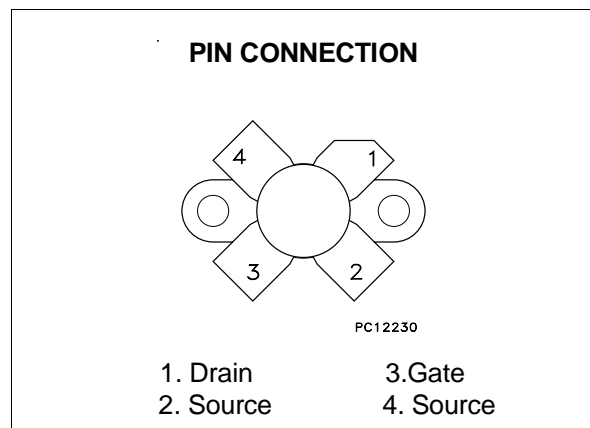 PIN CONNECTION
4
1
3
2
PC12230
1. Drain 3.Gate
2. Source 4. Source